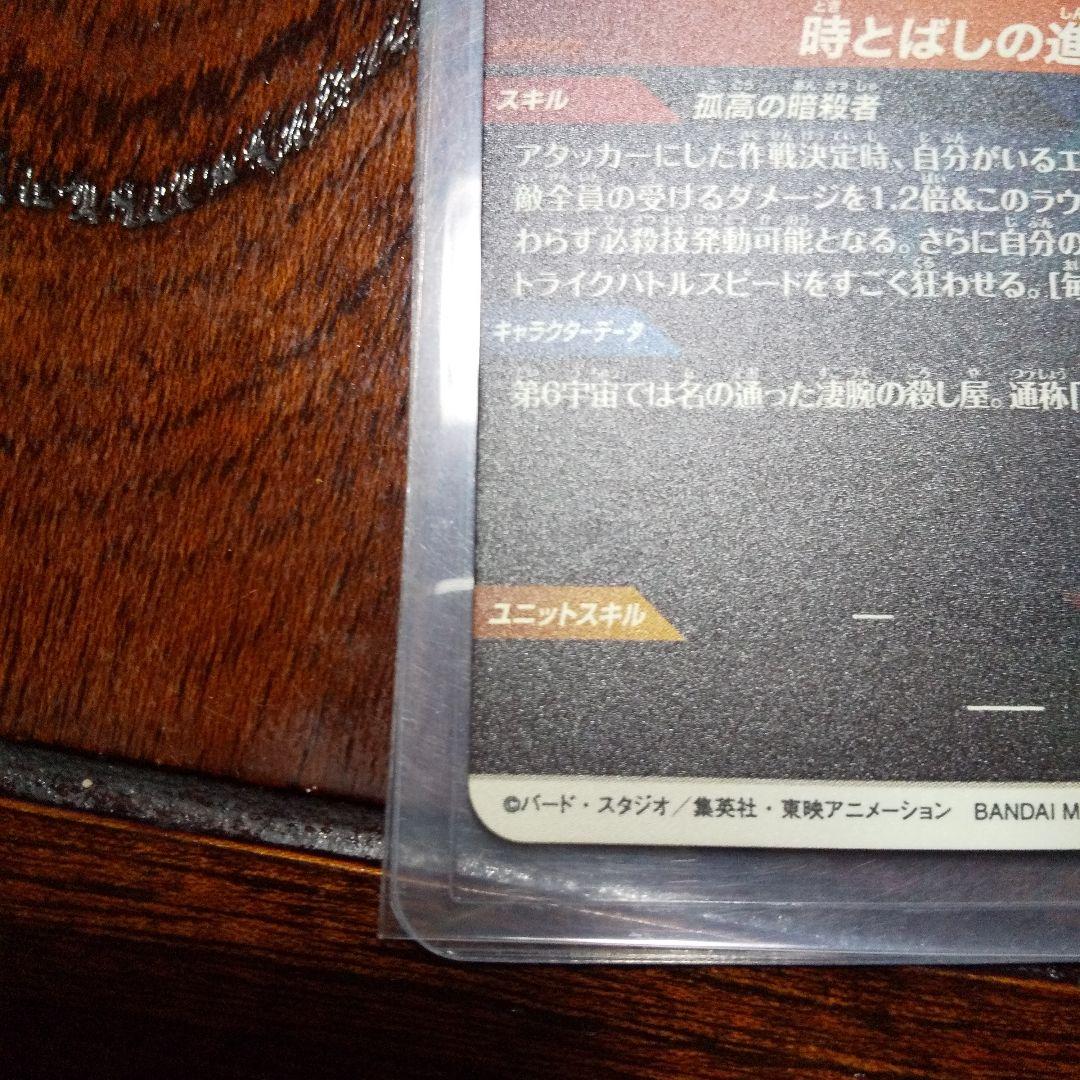 時とばしの進
スキル
孤高の暗殺者
アタッカーにした作戦決定時、自分がいるエ
敵全員の受けるダメージを1.2倍&このラウ
わらず必殺技発動可能となる。さらに自分の
トライクバトルスピードをすごく狂わせる。[毎
キャラクターデータ
第6宇宙では名の通った凄腕の殺し屋。通称「
ユニットスキル
—
—
©バード・スタジオ／集英社・東映アニメーション BANDAI M